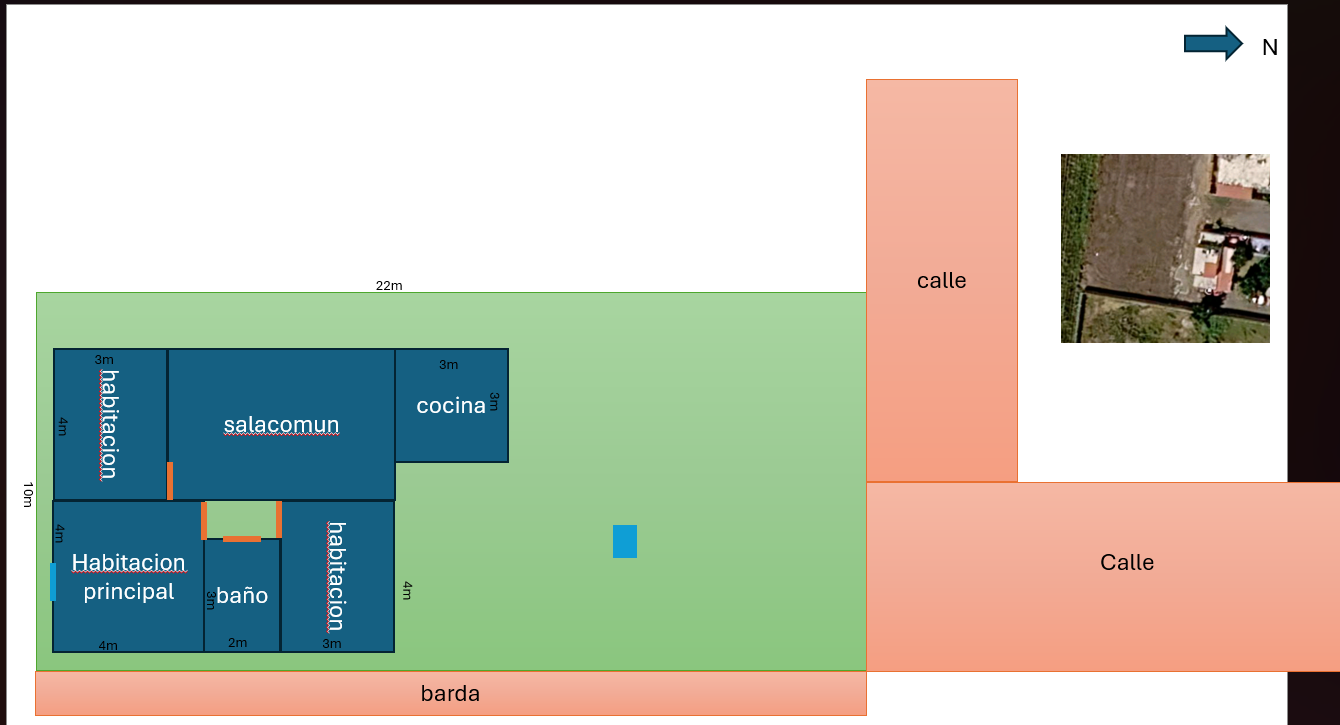 N
calle
22m
3m
habitacion
4m
salacomun
3m
cocina
3m
10m
4m
Habitacion
principal
4m
3m
baño
2m
habitacion
3m
4m
Calle
barda